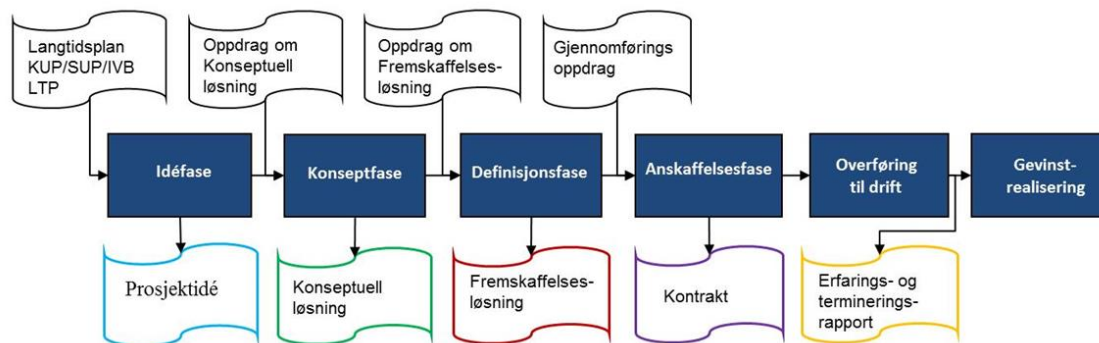 Langtidsplan
KUP/SUP/IVB
LTP
Oppdrag om
Konseptuell
løsning
Oppdrag om
Fremskaffelses-
løsning
Gjennomførings
oppdrag
Idéfase
Konseptfase
Definisjonsfase
Anskaffelsesfase
Overføring
til drift
Gevinst-
realisering
Prosjektidé
Konseptuell
løsning
Fremskaffelses-
løsning
Kontrakt
Erfarings- og
terminerings-
rapport